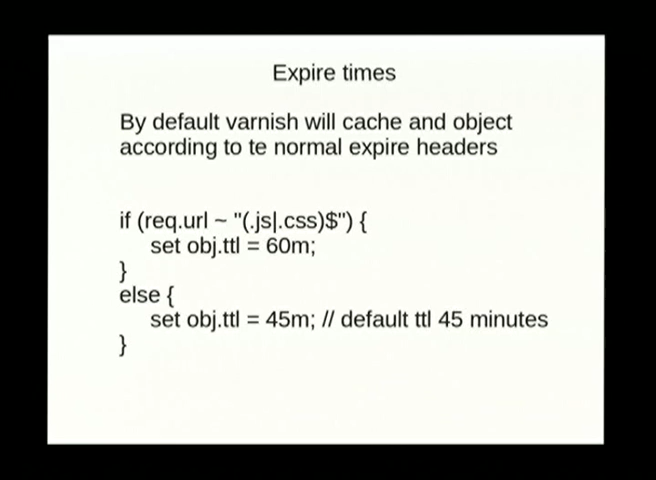 Expire times
By default varnish will cache and object
according to te normal expire headers
if (req.url ~ "(.js|.css)$") {
set obj.ttl = 60m;
}
else {
set obj.ttl = 45m; // default ttl 45 minutes
}